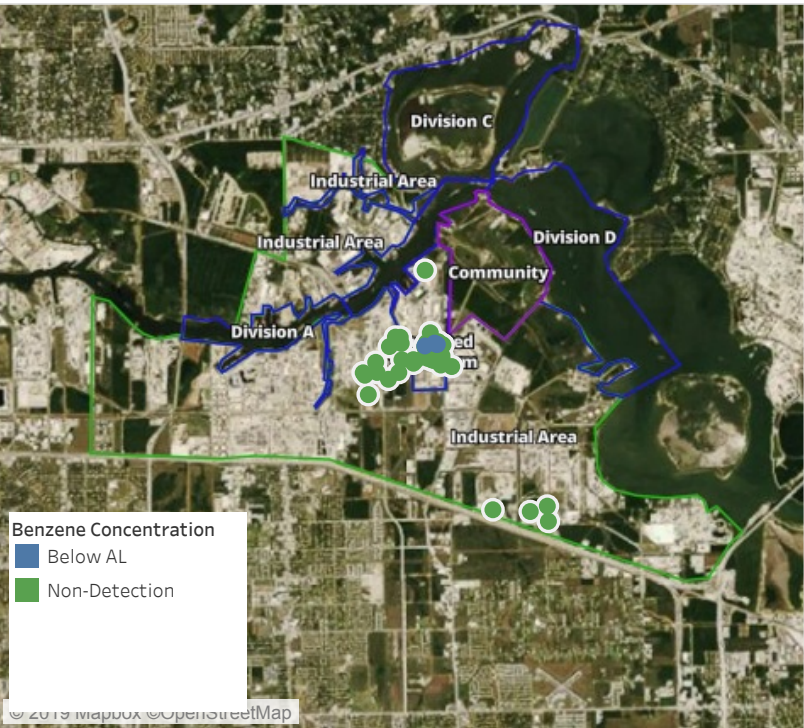 Division C
Industrial Area
Division D
Industrial Area
Community
Division A
ed
m
Industrial Area
Benzene Concentration
Below AL
Non-Detection
© 2019 Mapbox ©OpenStreetMap